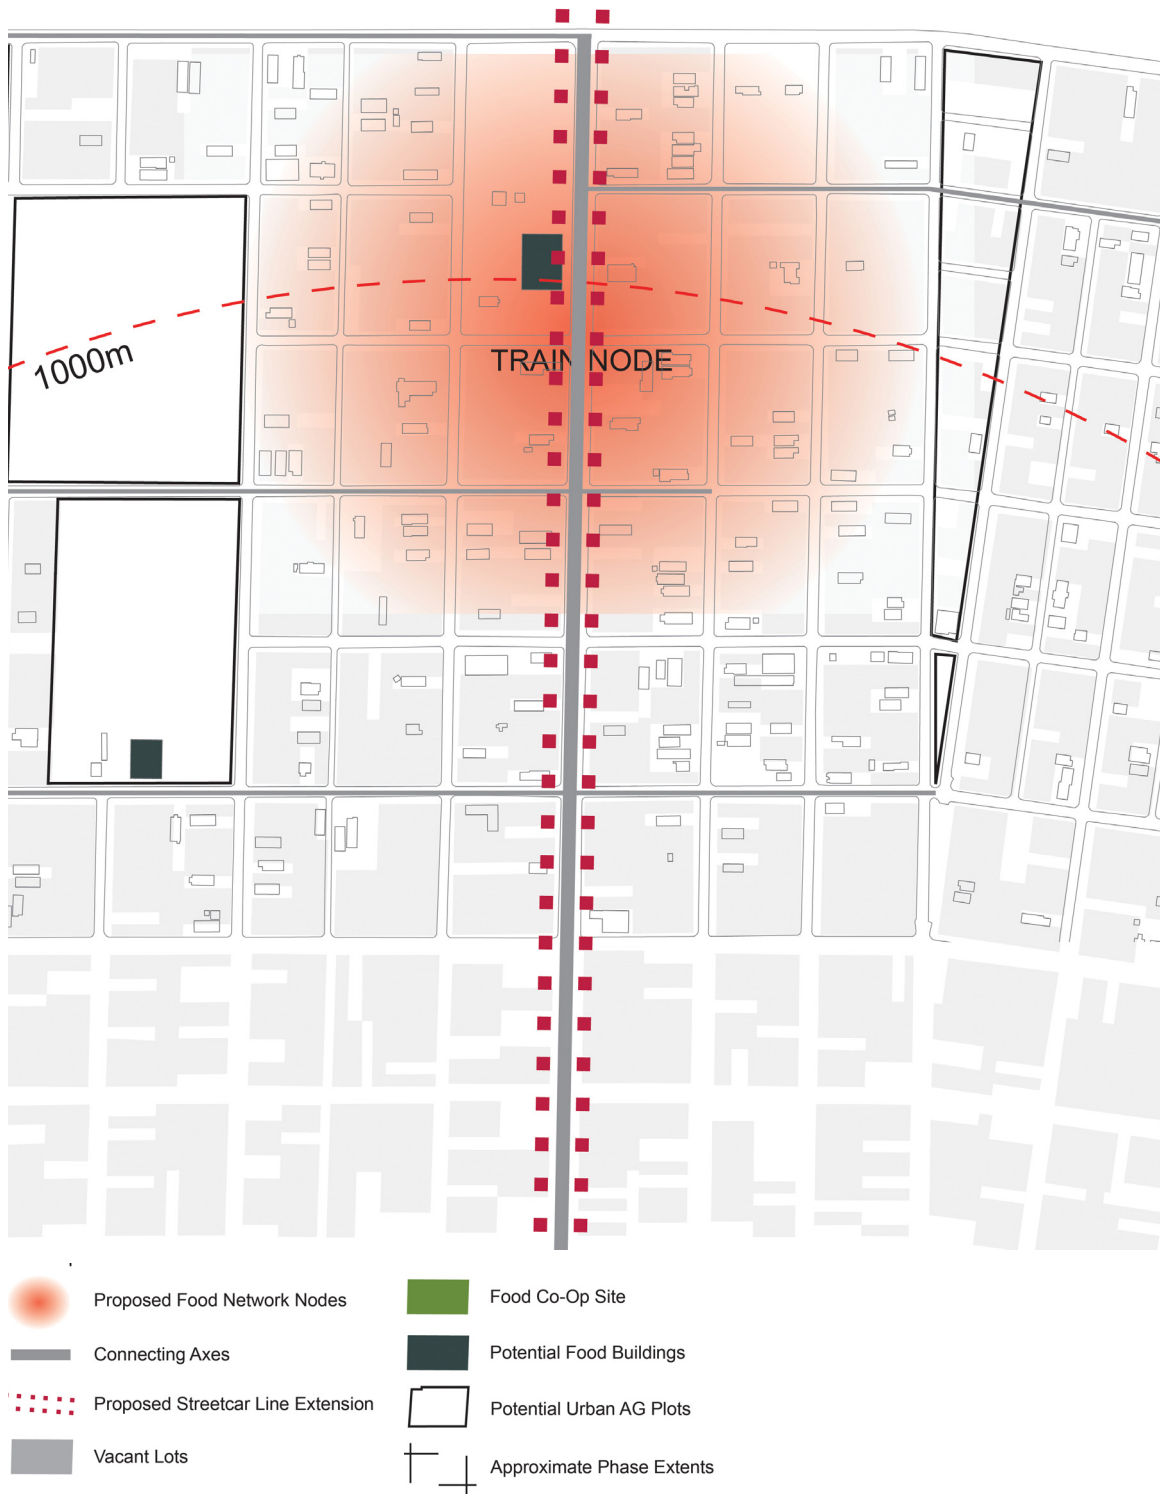 1000m
TRAIN NODE
Proposed Food Network Nodes
Connecting Axes
Proposed Streetcar Line Extension
Vacant Lots
Food Co-Op Site
Potential Food Buildings
Potential Urban AG Plots
Approximate Phase Extents